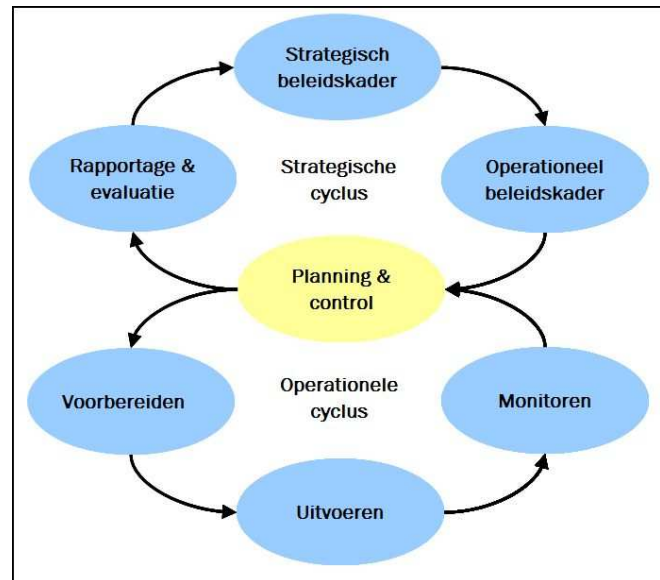 Strategisch
beleidskader
Rapportage &
evaluatie
Strategische
cyclus
Operationeel
beleidskader
Planning &
control
Voorbereiden
Operationele
cyclus
Monitoren
Uitvoeren